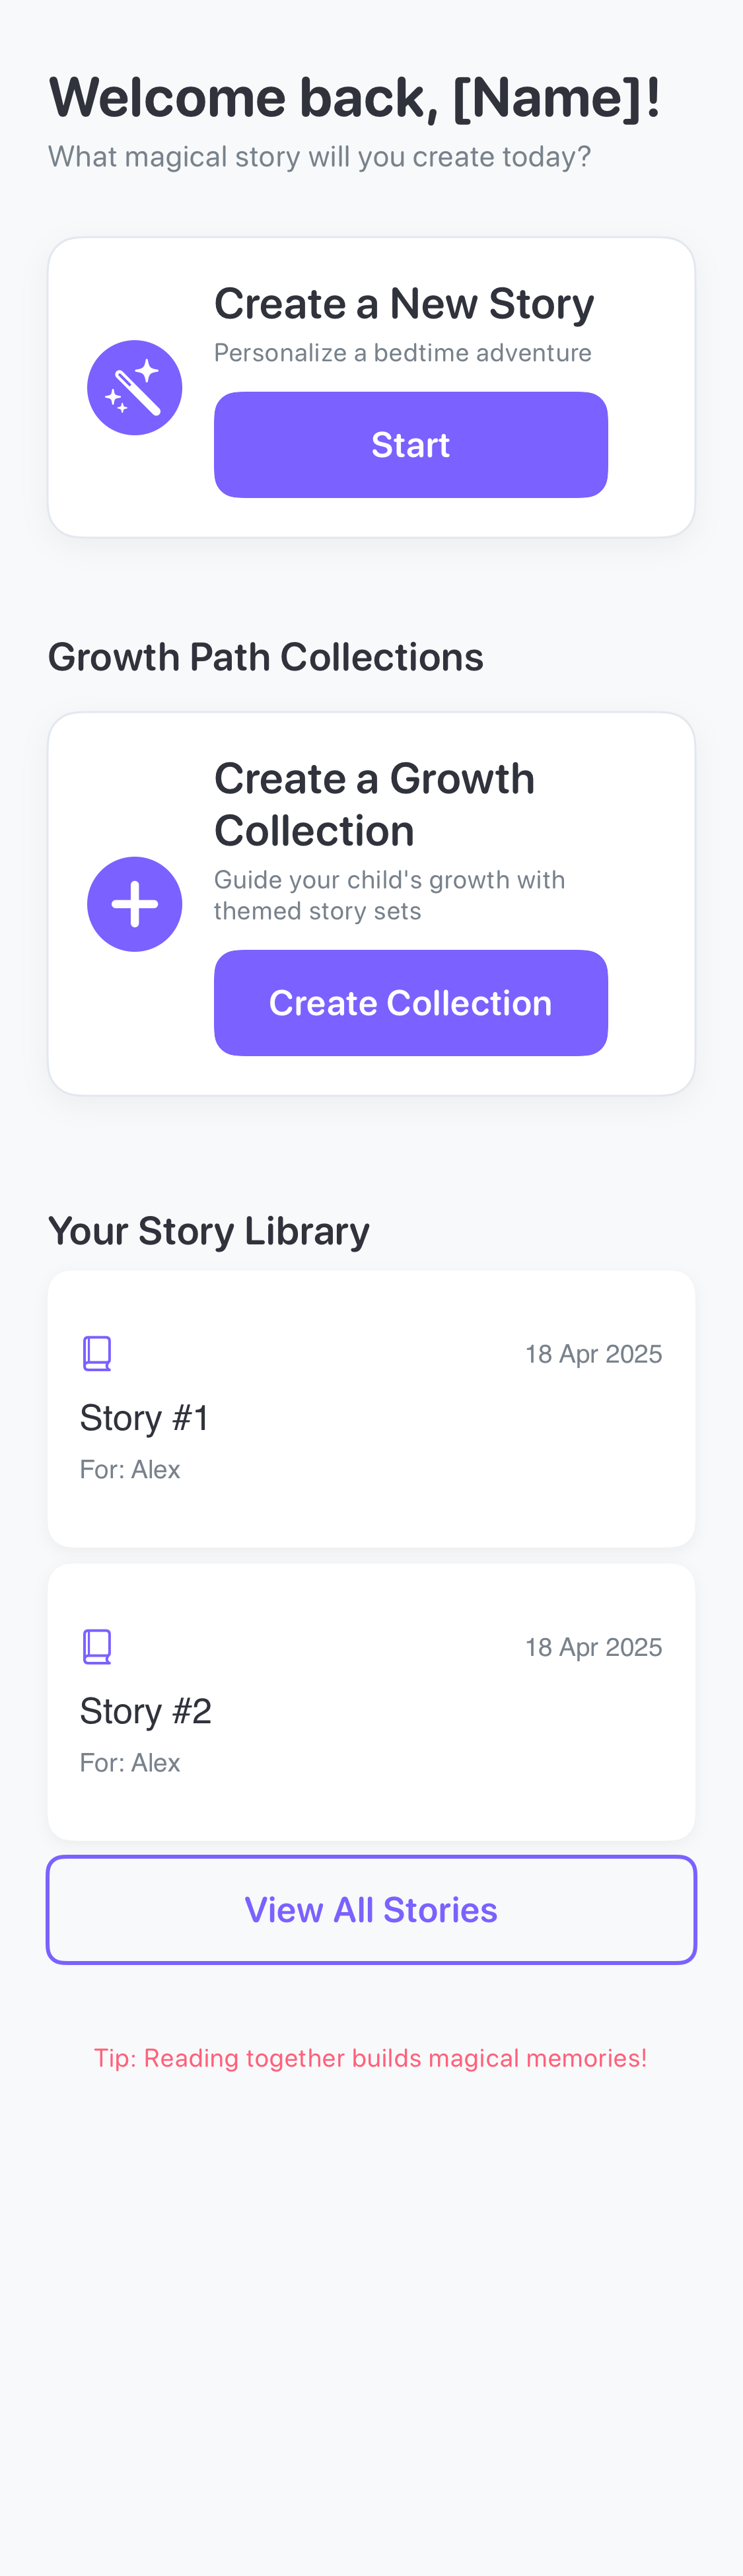 Welcome back, [Name]!
What magical story will you create today?
Create a New Story
Personalize a bedtime adventure
Start
Growth Path Collections
Create a Growth
Collection
Guide your child's growth with
themed story sets
Create Collection
Your Story Library
18 Apr 2025
Story #1
For: Alex
18 Apr 2025
Story #2
For: Alex
View All Stories
Tip: Reading together builds magical memories!